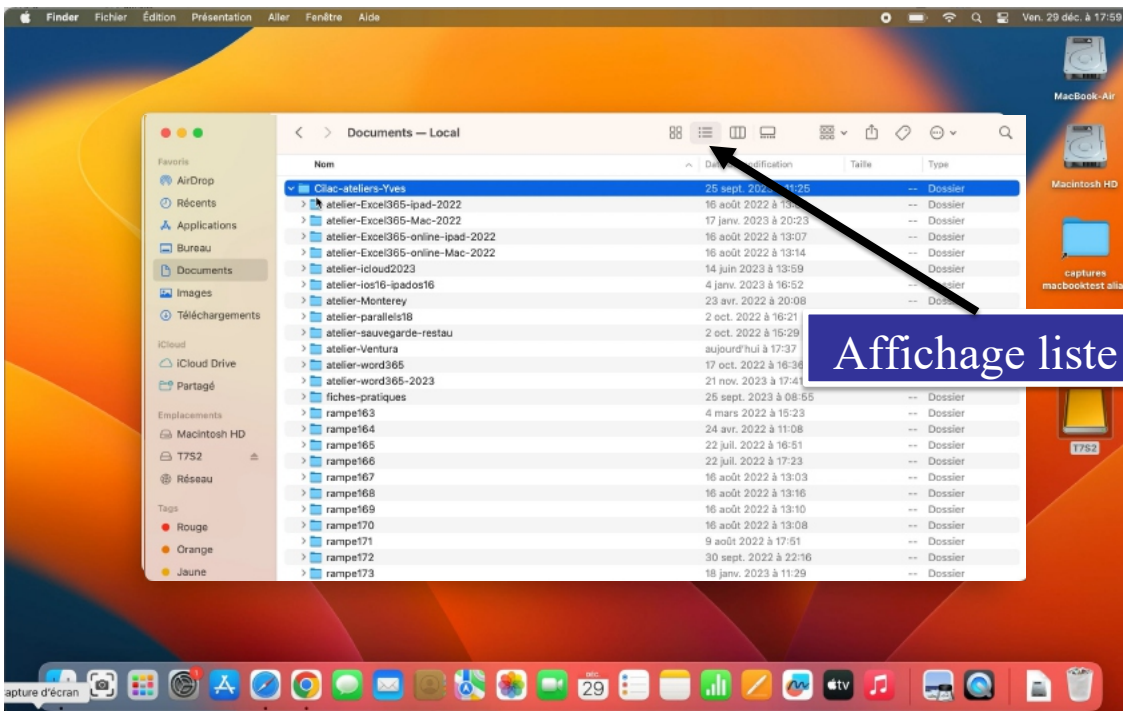 Finder Fichier Édition Présentation Aller Fenêtre Aide Ven. 29 déc. à 17:59
MacBook-Air
Macintosh HD
captures
macbooktest alia
T7S2
Documents — Local
Favoris
AirDrop
Récents
Applications
Bureau
Documents
Images
Téléchargements
iCloud
iCloud Drive
Partagé
Emplacements
Macintosh HD
T7S2
Réseau
Tags
Rouge
Orange
Jaune
Nom Taille Type
Cilac-ateliers-Yves 25 sept. -- Dossier
atelier-Excel365-ipad-2022 16 août 2022 à -- Dossier
atelier-Excel365-Mac-2022 17 janv. 2023 à 20:23 -- Dossier
atelier-Excel365-online-ipad-2022 16 août 2022 à 13:07 -- Dossier
atelier-Excel365-online-Mac-2022 16 août 2022 à 13:14 -- Dossier
atelier-icloud2023 14 juin 2023 à 13:59 Dossier
atelier-ios16-ipados16 4 janv. 2023 à 16:52 -- Dossier
atelier-Monterey 23 avr. 2022 à 20:08 --
atelier-parallels18 2 oct. 2022 à 16:21
atelier-sauvegarde-restau 2 oct. 2022 à 15:29
atelier-Ventura aujourd'hui à 17:37
atelier-word365 17 oct. 2022 à 16:36
atelier-word365-2023 21 nov. 2023 à 17:41
fiches-pratiques 25 sept. 2023 à 08:55 -- Dossier
rampe163 4 mars 2022 à 15:23 -- Dossier
rampe164 24 avr. 2022 à 11:08 -- Dossier
rampe165 22 juil. 2022 à 16:51 -- Dossier
rampe166 22 juil. 2022 à 17:23 -- Dossier
rampe167 16 août 2022 à 13:03 -- Dossier
rampe168 16 août 2022 à 13:16 -- Dossier
rampe169 16 août 2022 à 13:10 -- Dossier
rampe170 16 août 2022 à 13:08 -- Dossier
rampe171 9 août 2022 à 17:51 -- Dossier
rampe172 30 sept. 2022 à 22:16 -- Dossier
rampe173 18 janv. 2023 à 11:29 -- Dossier
Affichage liste
apture d'écran
DÉC.
29
tv